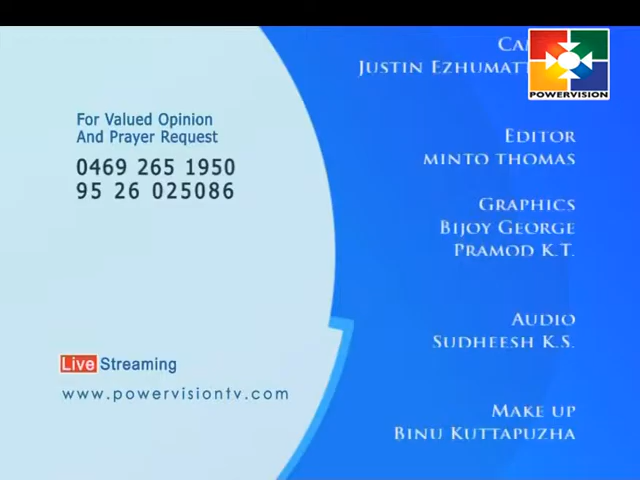 For Valued Opinion
And Prayer Request
0469 265 1950
95 26 025086
Live Streaming
www.powervisiontv.com
POWERVISION
EDITOR
MINTO THOMAS
GRAPHICS
BIJOY GEORGE
PRAMOD K.T.
AUDIO
SUDHEESH K.S.
MAKE UP
BINU KUTTAPUZHA
JUSTIN